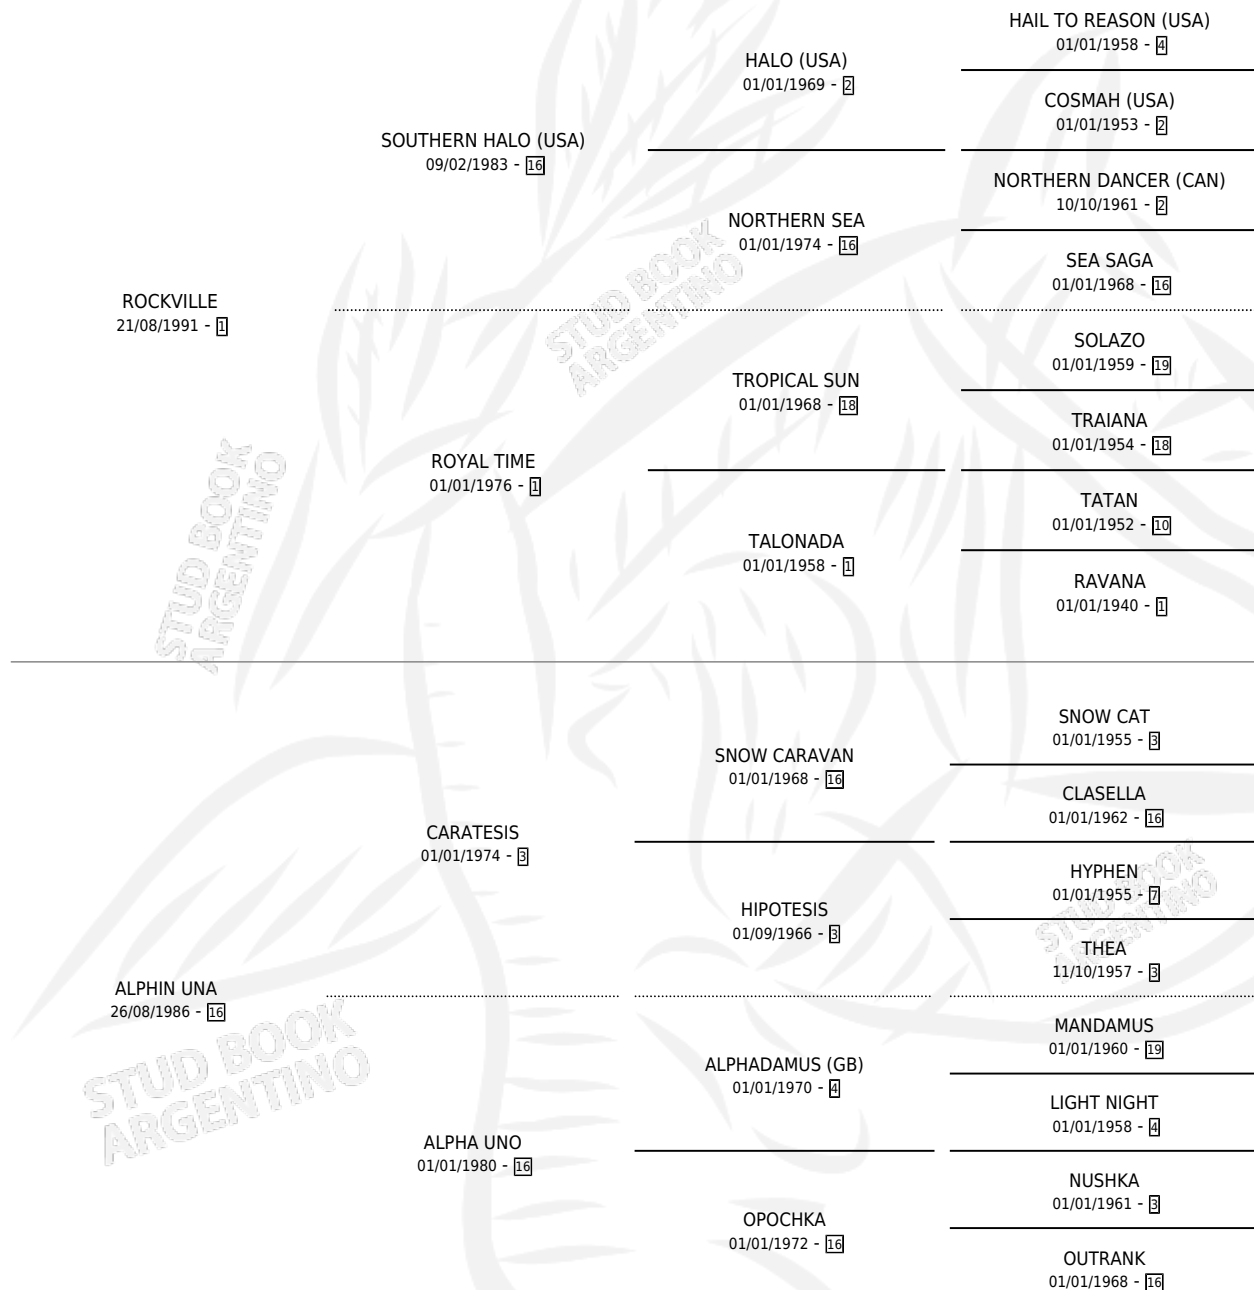 HAIL TO REASON (USA)
01/01/1958 - 4
HALO (USA)
01/01/1969 - 2
COSMAH (USA)
01/01/1953 - 2
SOUTHERN HALO (USA)
09/02/1983 - 16
NORTHERN DANCER (CAN)
10/10/1961 - 2
NORTHERN SEA
01/01/1974 - 16
SEA SAGA
01/01/1968 - 16
ROCKVILLE
21/08/1991 - 1
SOLAZO
01/01/1959 - 19
TROPICAL SUN
01/01/1968 - 18
TRAIANA
01/01/1954 - 18
ROYAL TIME
01/01/1976 - 1
TATAN
01/01/1952 - 10
TALONADA
01/01/1958 - 1
RAVANA
01/01/1940 - 1
SNOW CAT
01/01/1955 - 3
SNOW CARAVAN
01/01/1968 - 16
CLASELLA
01/01/1962 - 16
CARATESIS
01/01/1974 - 3
HYPHEN
01/01/1955 - 7
HIPOTESIS
01/09/1966 - 3
THEA
11/10/1957 - 3
ALPHIN UNA
26/08/1986 - 16
MANDAMUS
01/01/1960 - 19
ALPHADAMUS (GB)
01/01/1970 - 4
LIGHT NIGHT
01/01/1958 - 4
ALPHA UNO
01/01/1980 - 16
NUSHKA
01/01/1961 - 3
OPOCHKA
01/01/1972 - 16
OUTRANK
01/01/1968 - 16
STUD BOOK
ARGENTINO
STUD BOOK
ARGENTINO
STUD BOOK
ARGENTINO
STUD BOOK
ARGENTINO